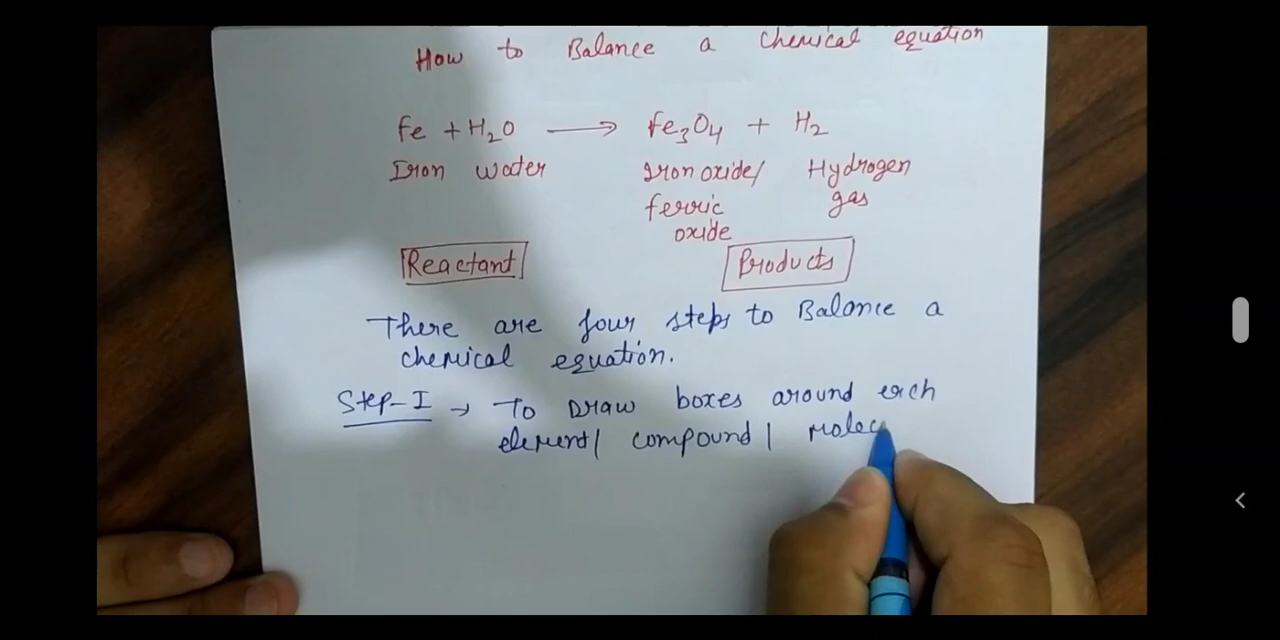 How to Balance a chemical equation
Fe + H₂O ⟶ Fe₃O₄ + H₂
Iron water Iron oxide/ Hydrogen
ferric gas
oxide
Reactant Products
There are four steps to Balance a
chemical equation.
Step-I → To Draw boxes around each
element/ compound/ molec